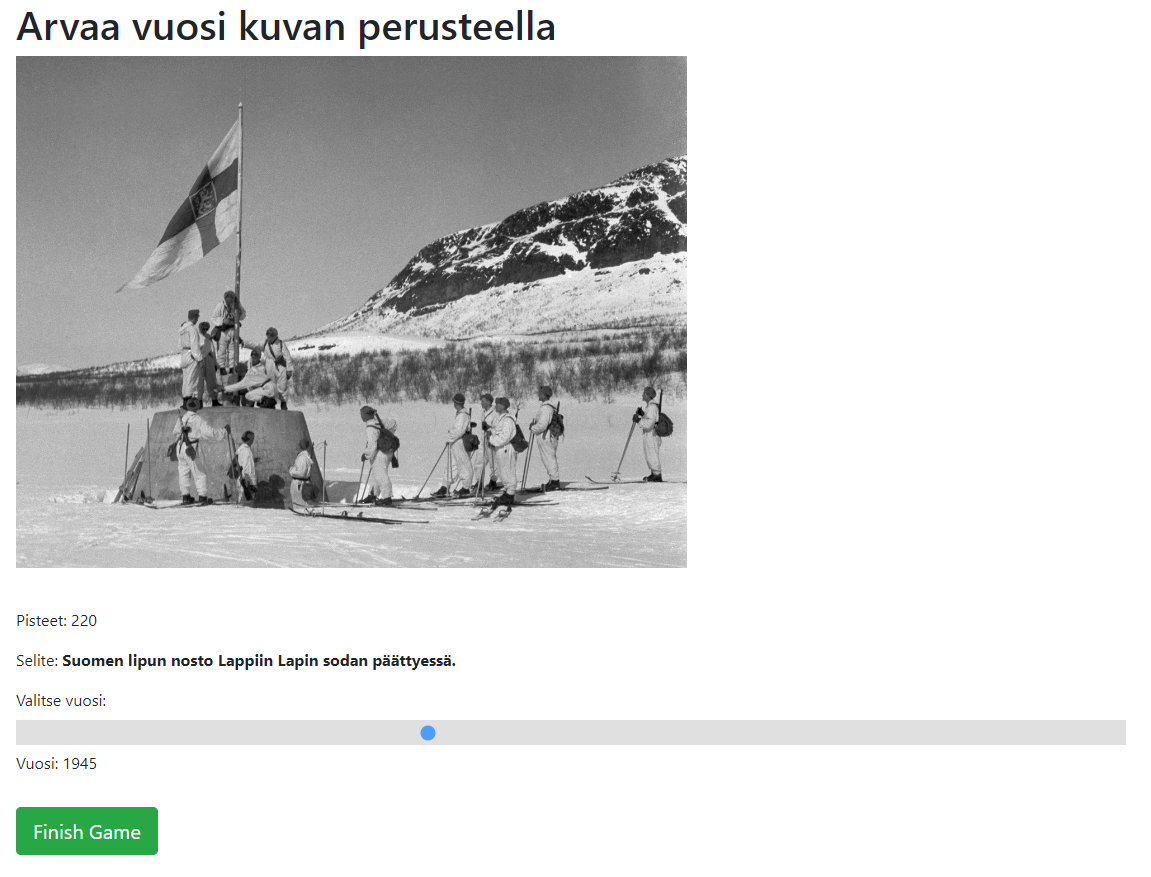 Arvaa vuosi kuvan perusteella
Pisteet: 220
Selite: Suomen lipun nosto Lappiin Lapin sodan päättyessä.
Valitse vuosi:
Vuosi: 1945
Finish Game